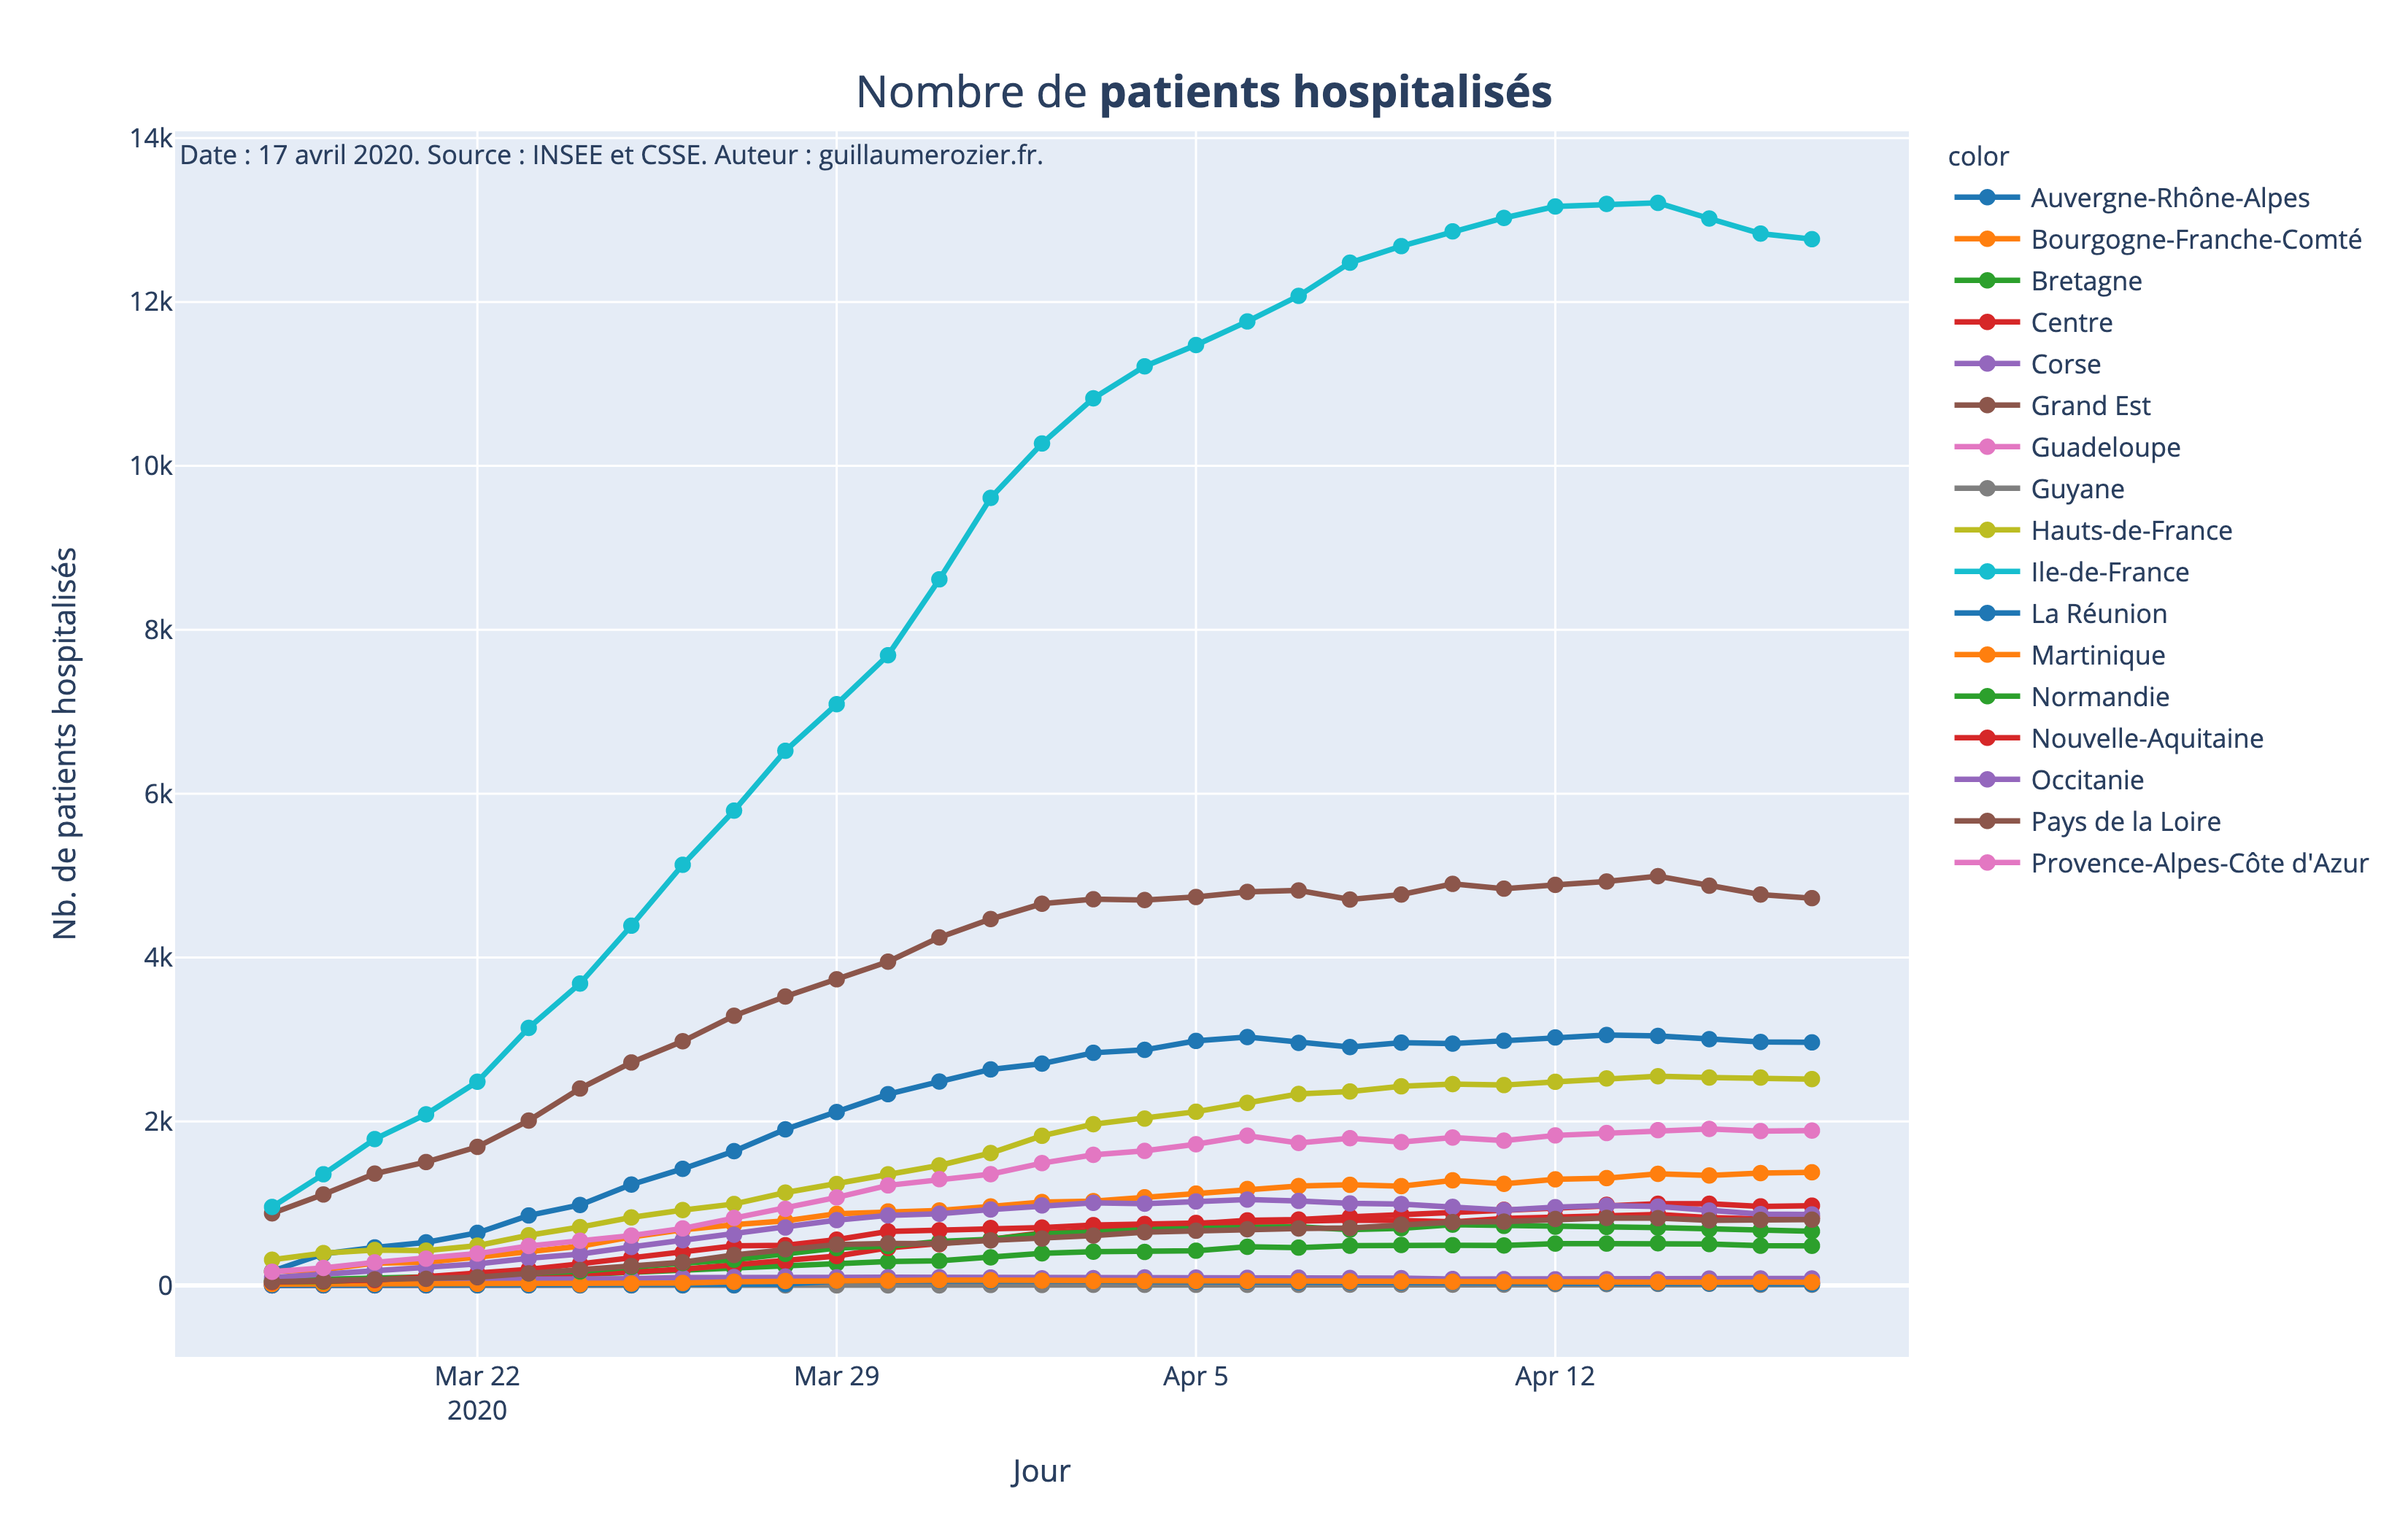 Nombre de patients hospitalisés
Date : 17 avril 2020. Source : INSEE et CSSE. Auteur : guillaumerozier.fr.
14k
12k
10k
8k
6k
4k
2k
0
Nb. de patients hospitalisés
Mar 22
2020
Mar 29
Apr 5
Apr 12
Jour
color
Auvergne-Rhône-Alpes
Bourgogne-Franche-Comté
Bretagne
Centre
Corse
Grand Est
Guadeloupe
Guyane
Hauts-de-France
Ile-de-France
La Réunion
Martinique
Normandie
Nouvelle-Aquitaine
Occitanie
Pays de la Loire
Provence-Alpes-Côte d'Azur